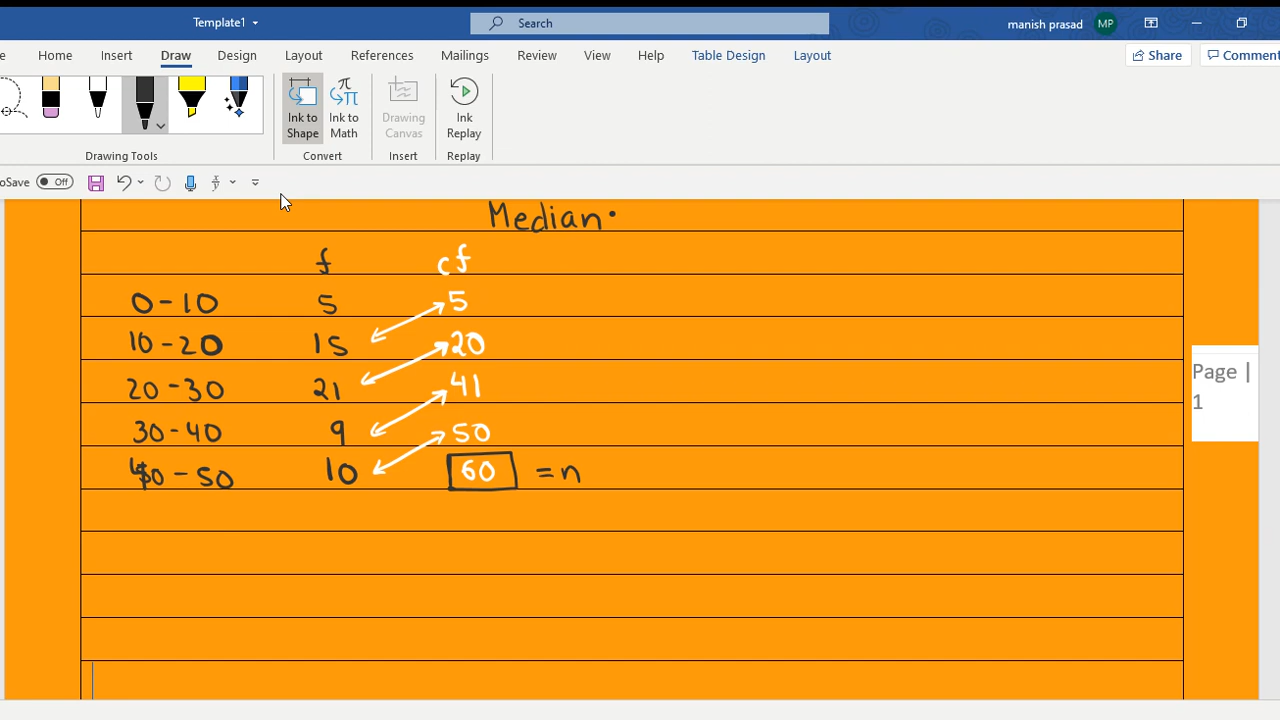 Template1
Search
manish prasad MP
Home Insert Draw Design Layout References Mailings Review View Help Table Design Layout Share Comment
Ink to Shape
Ink to Math
Drawing Canvas
Ink Replay
Drawing Tools Convert Insert Replay
oSave Off
Median.
f cf
0-10 5 5
10-20 15 20
20-30 21 41
30-40 9 50
40-50 10 60 =n
Page | 1